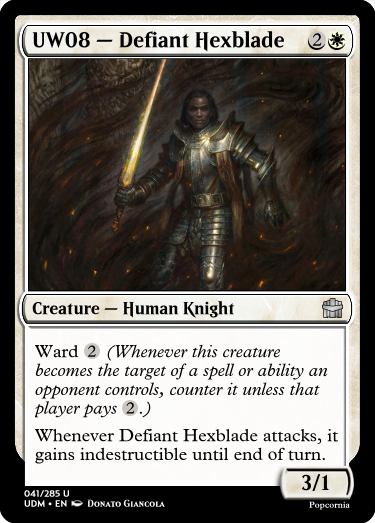 UW08 — Defiant Hexblade 2
Creature — Human Knight
Ward 2 (Whenever this creature
becomes the target of a spell or ability an
opponent controls, counter it unless that
player pays 2.)
Whenever Defiant Hexblade attacks, it
gains indestructible until end of turn.
3/1
041/285 U
UDM • EN Donato Giancola
Popcornia